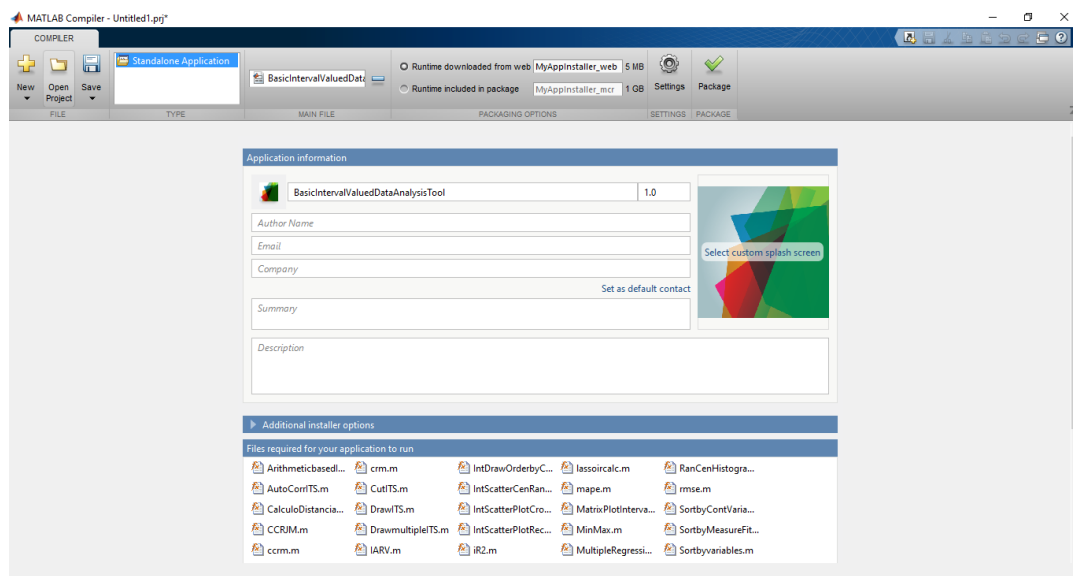 MATLAB Compiler - Untitled1.prj*
COMPILER
New
Open Project
Save
FILE
Standalone Application
TYPE
BasicIntervalValuedData
MAIN FILE
Runtime downloaded from web MyAppInstaller_web 5 MB
Runtime included in package MyAppInstaller_mcr 1 GB
PACKAGING OPTIONS
Settings
SETTINGS
Package
PACKAGE
Application information
BasicIntervalValuedDataAnalysisTool 1.0
Author Name
Email
Company
Set as default contact
Summary
Description
Select custom splash screen
Additional installer options
Files required for your application to run
ArithmeticbasedI... crm.m IntDrawOrderbyC... lassoircalc.m RanCenHistogra...
AutoCorrITS.m CutITS.m IntScatterCenRan... mape.m rmse.m
CalculoDistancia... DrawITS.m IntScatterPlotCro... MatrixPlotInterva... SortbyContVaria...
CCRJM.m DrawmultipleITS.m IntScatterPlotRec... MinMax.m SortbyMeasureFit...
ccrm.m IARV.m iR2.m MultipleRegressi... Sortbyvariables.m